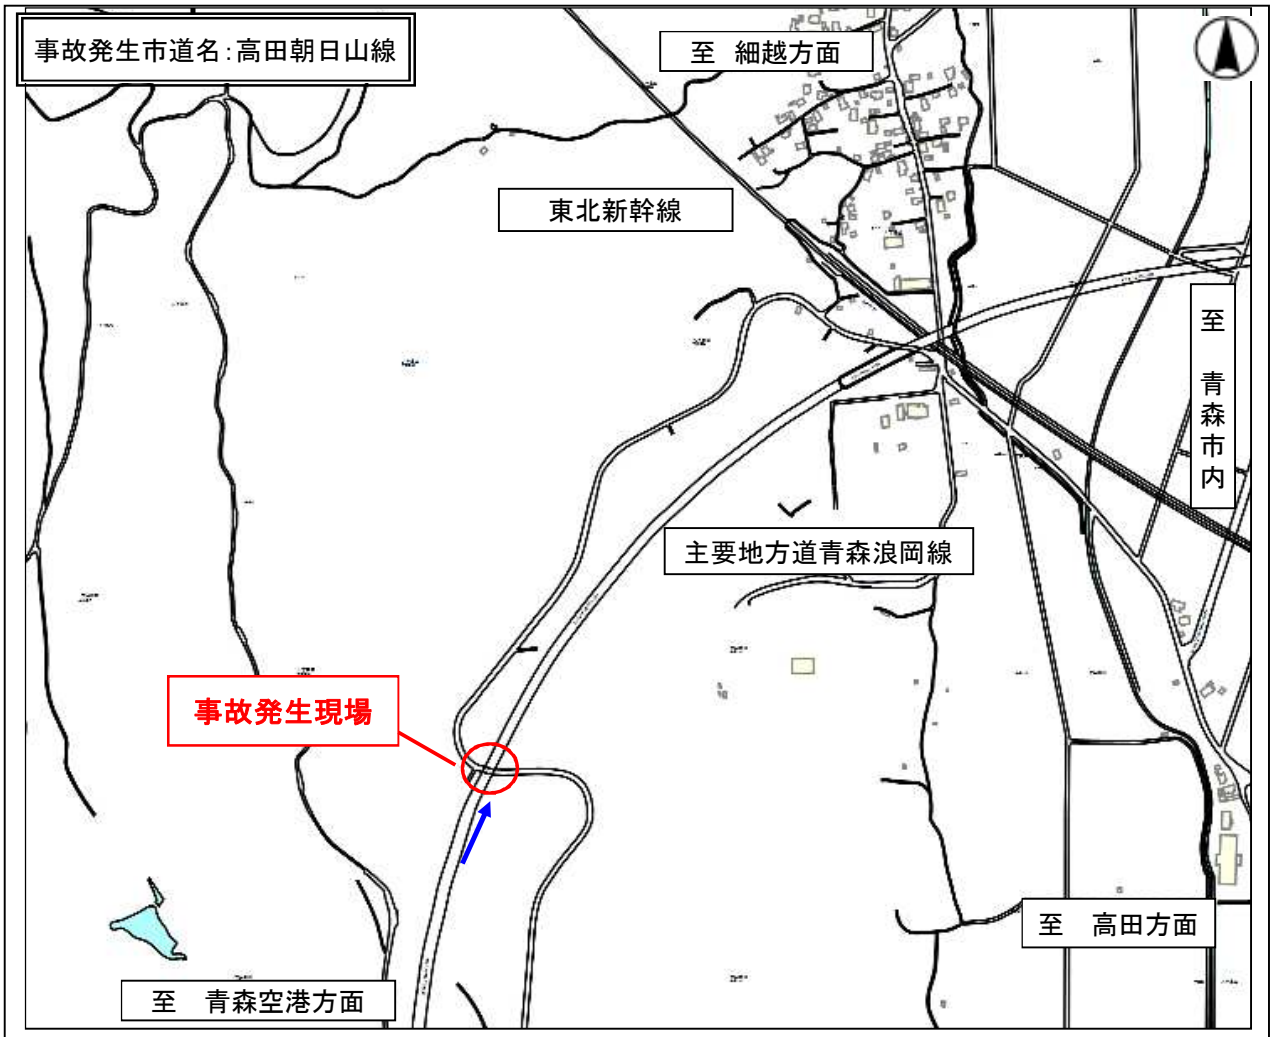 事故発生市道名：高田朝日山線
至　細越方面
東北新幹線
至　青森市内
主要地方道青森浪岡線
事故発生現場
至　高田方面
至　青森空港方面